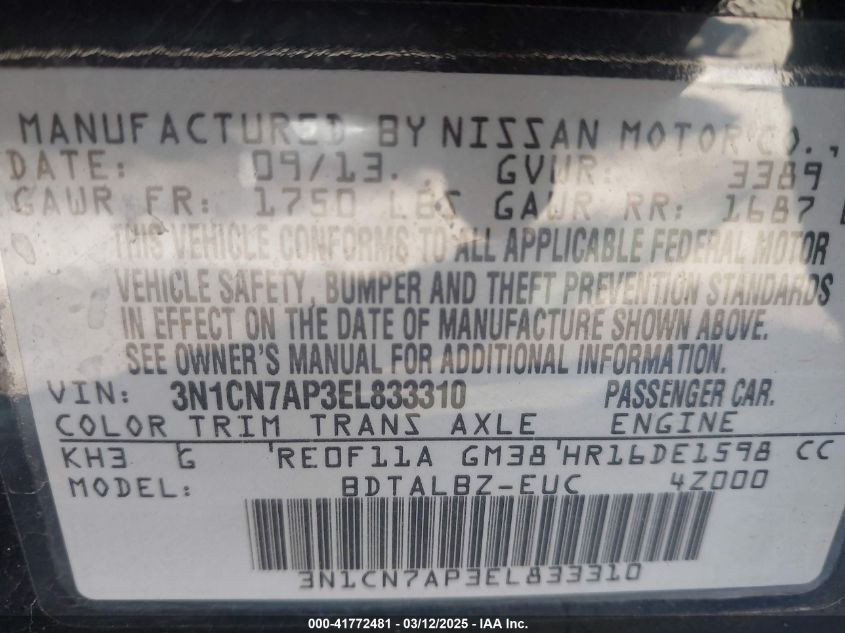 MANUFACTURED BY NISSAN MOTOR CO.,
DATE: 09/13. GVWR: 3389
GAWR FR: 1750 LBS GAWR RR: 1687
THIS VEHICLE CONFORMS TO ALL APPLICABLE FEDERAL MOTOR
VEHICLE SAFETY, BUMPER AND THEFT PREVENTION STANDARDS
IN EFFECT ON THE DATE OF MANUFACTURE SHOWN ABOVE.
SEE OWNER'S MANUAL FOR ADDITIONAL INFORMATION.
VIN: 3N1CN7AP3EL833310 PASSENGER CAR.
COLOR TRIM TRANS AXLE ENGINE
KH3 G RE0F11A GM38 HR16DE1598 CC
MODEL: BDTALBZ-EUC 4Z000
3N1CN7AP3EL833310
000-41772481 - 03/12/2025 - IAAI, Inc.